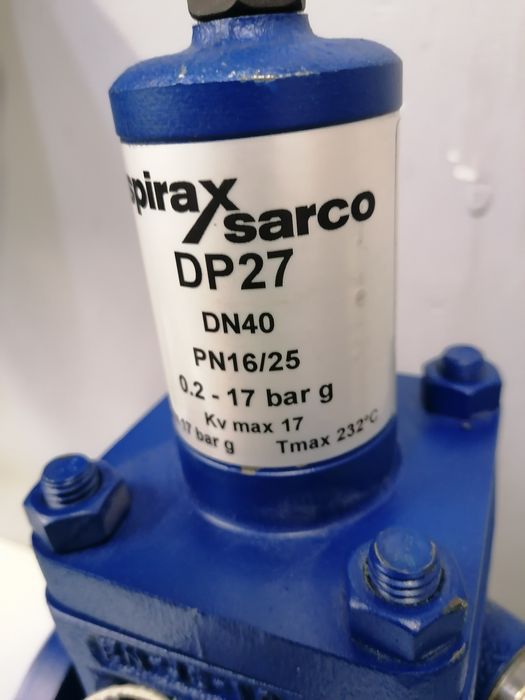 spirax
sarco
DP27
DN40
PN16/25
0.2 - 17 bar g
Kv max 17
17 bar g Tmax 232°C